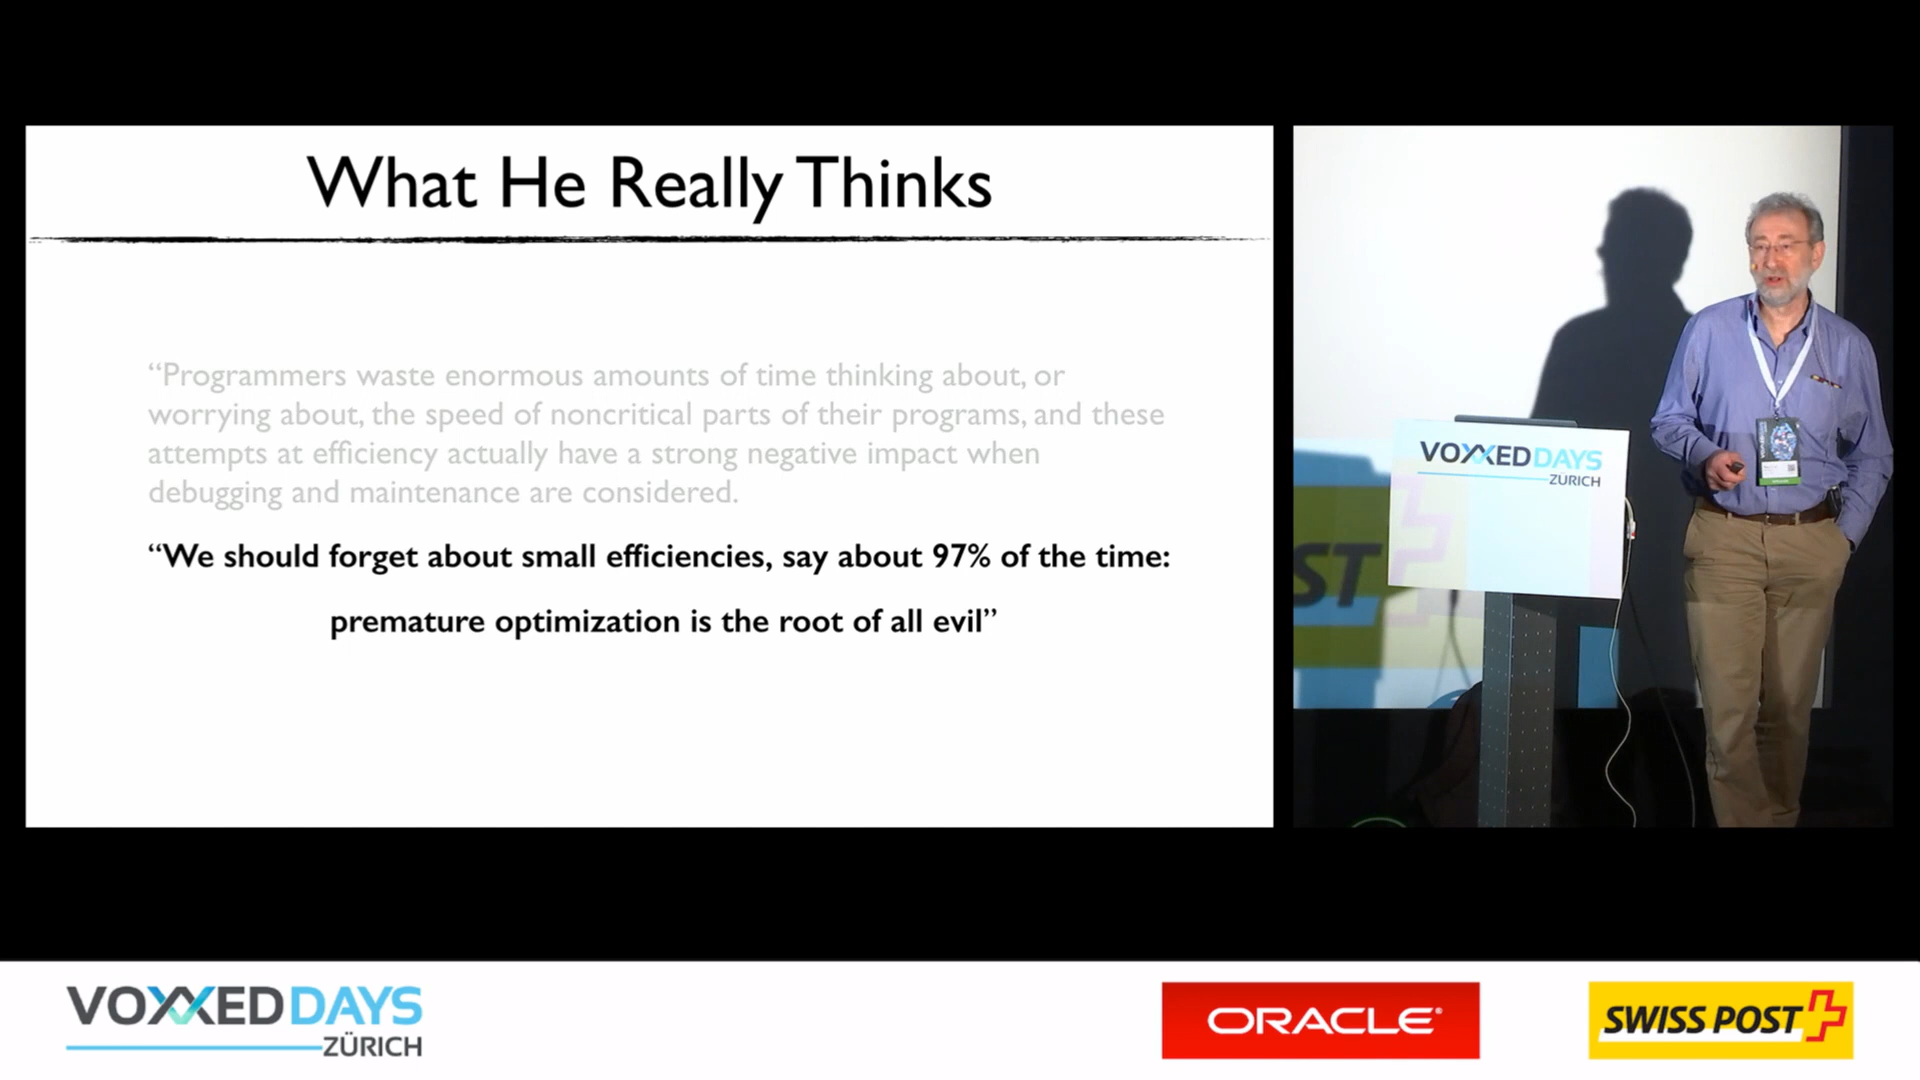 What He Really Thinks
“Programmers waste enormous amounts of time thinking about, or
worrying about, the speed of noncritical parts of their programs, and these
attempts at efficiency actually have a strong negative impact when
debugging and maintenance are considered.
“We should forget about small efficiencies, say about 97% of the time:
premature optimization is the root of all evil”
VOXXED DAYS
ZÜRICH
ST
VOXXED DAYS
ZÜRICH
ORACLE®
SWISS POST